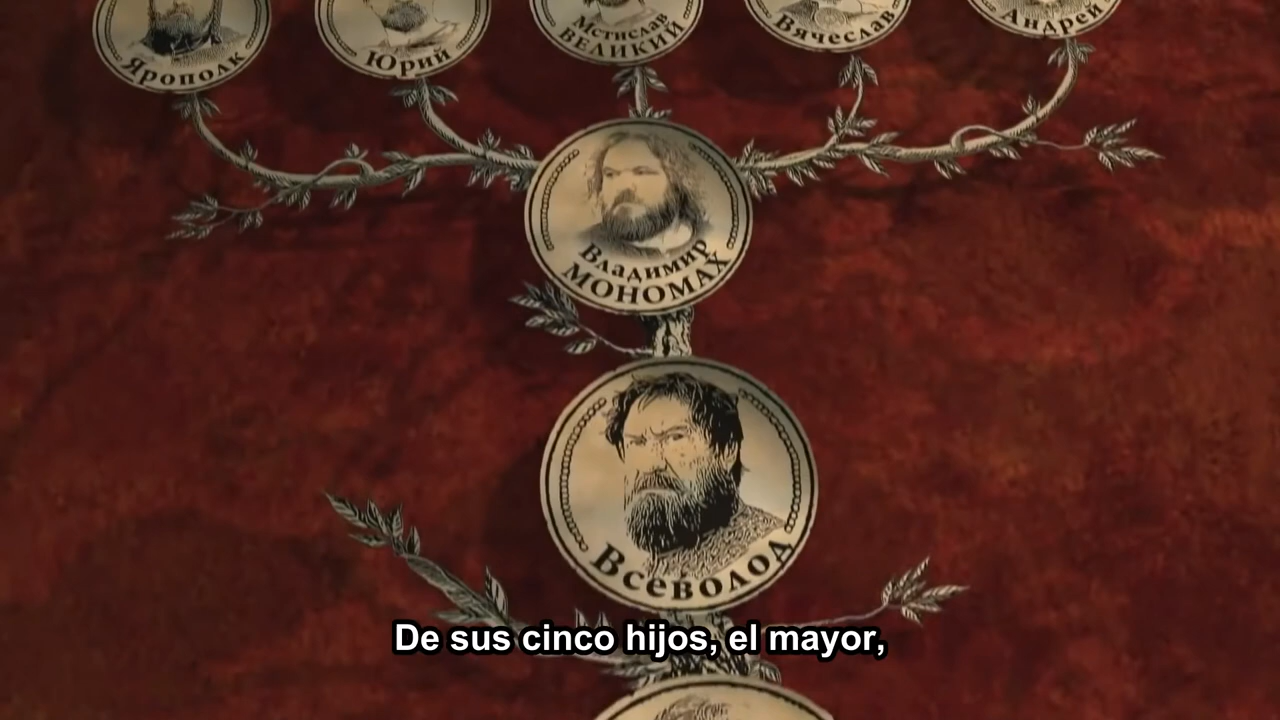 Ярополк
Юрий
Мстислав
ВЕЛИКИЙ
Вячеслав
Андрей
Владимир
МОНОМАХ
Всеволод
De sus cinco hijos, el mayor,